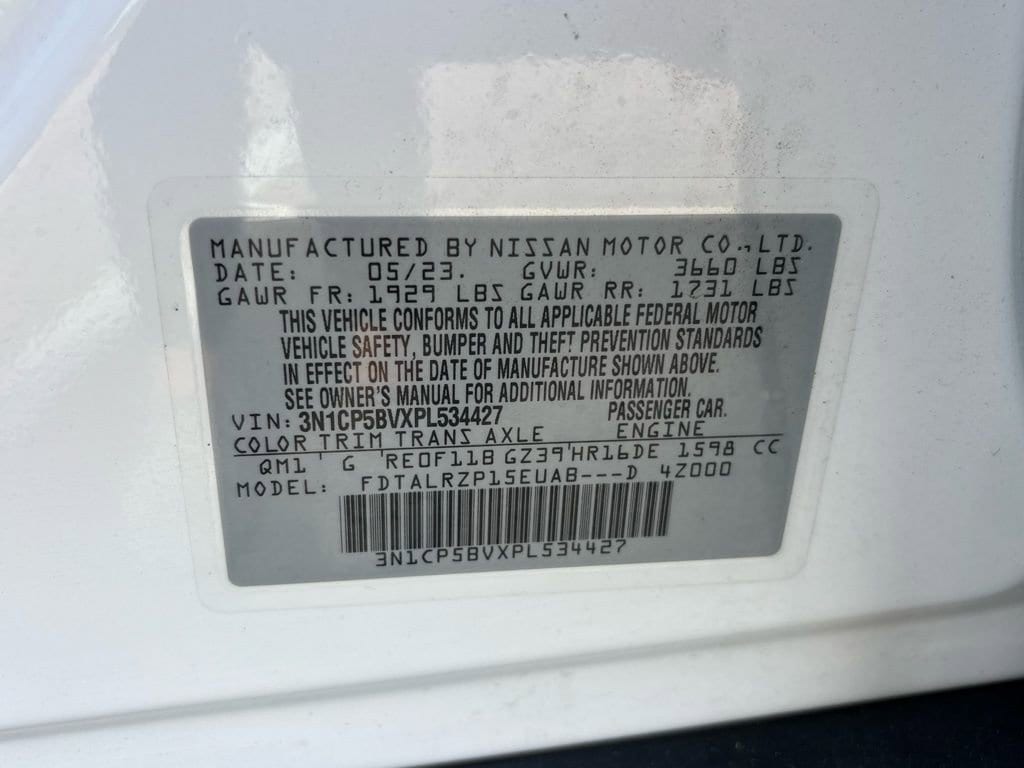 MANUFACTURED BY NISSAN MOTOR CO.,LTD.
DATE: 05/23. GVWR: 3660 LBS
GAWR FR: 1929 LBS GAWR RR: 1731 LBS
THIS VEHICLE CONFORMS TO ALL APPLICABLE FEDERAL MOTOR
VEHICLE SAFETY, BUMPER AND THEFT PREVENTION STANDARDS
IN EFFECT ON THE DATE OF MANUFACTURE SHOWN ABOVE.
SEE OWNER'S MANUAL FOR ADDITIONAL INFORMATION.
VIN: 3N1CP5BVXPL534427 PASSENGER CAR.
COLOR TRIM TRANS AXLE ENGINE
QM1 ' G 'RE0F11B GZ39'HR16DE 1598 CC
MODEL: FDTALRZP15EUAB---D 4Z000
3N1CP5BVXPL534427